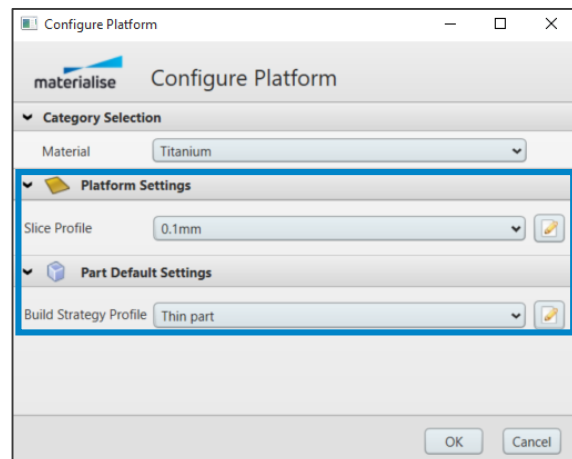 Configure Platform
materialise
Configure Platform
Category Selection
Material Titanium
Platform Settings
Slice Profile 0.1mm
Part Default Settings
Build Strategy Profile Thin part
OK Cancel